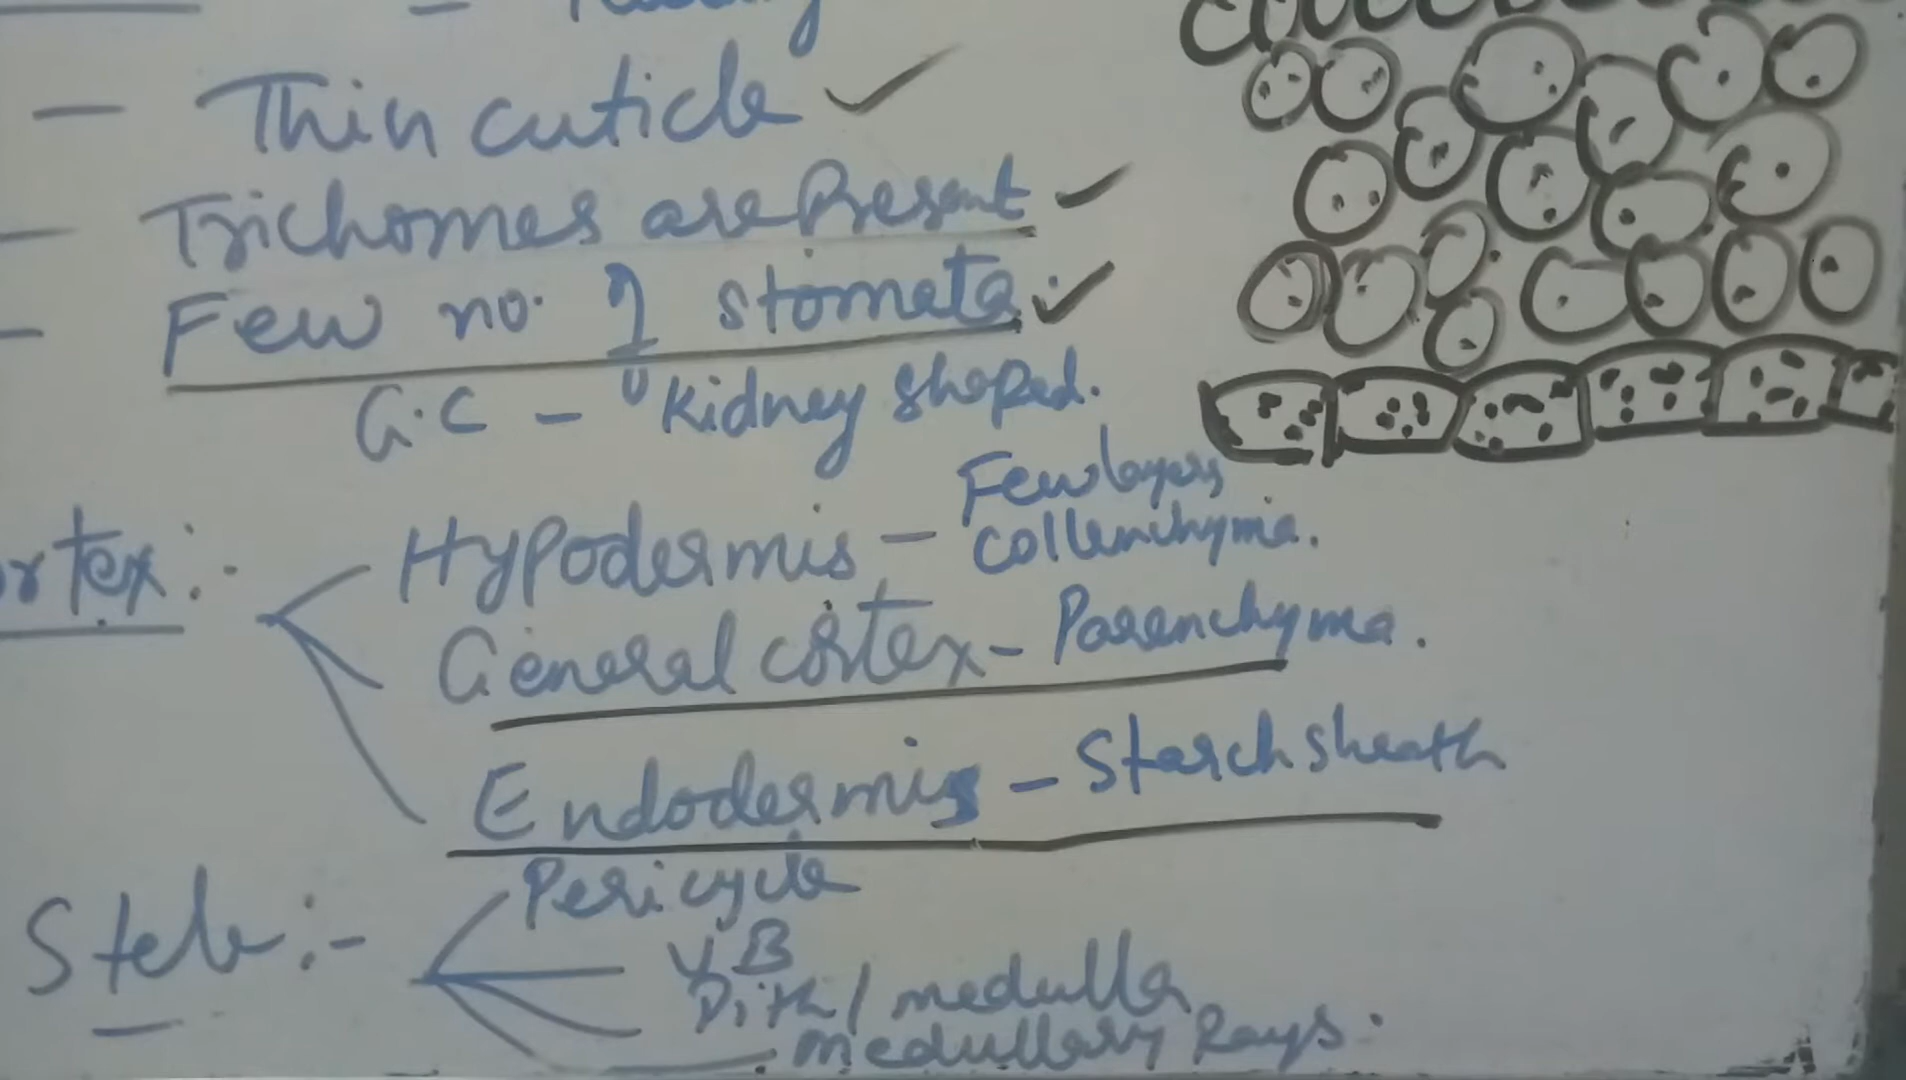 - Thin cuticle ✓
- Trichomes are Present ✓
- Few no. of stomata ✓
G.C - "Kidney shaped.
ortex :-
Hypodermis - Few layers
collenchyma.
General cortex - Parenchyma.
Endodermis - Starch sheath
Stele :-
Pericycle
VB
Pith / medulla
medullary Rays.